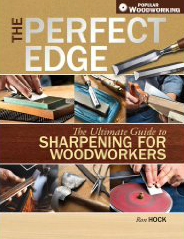 POPULAR
WOODWORKING
THE
PERFECT
EDGE
The Ultimate Guide to
SHARPENING FOR
WOODWORKERS
Ron HOCK